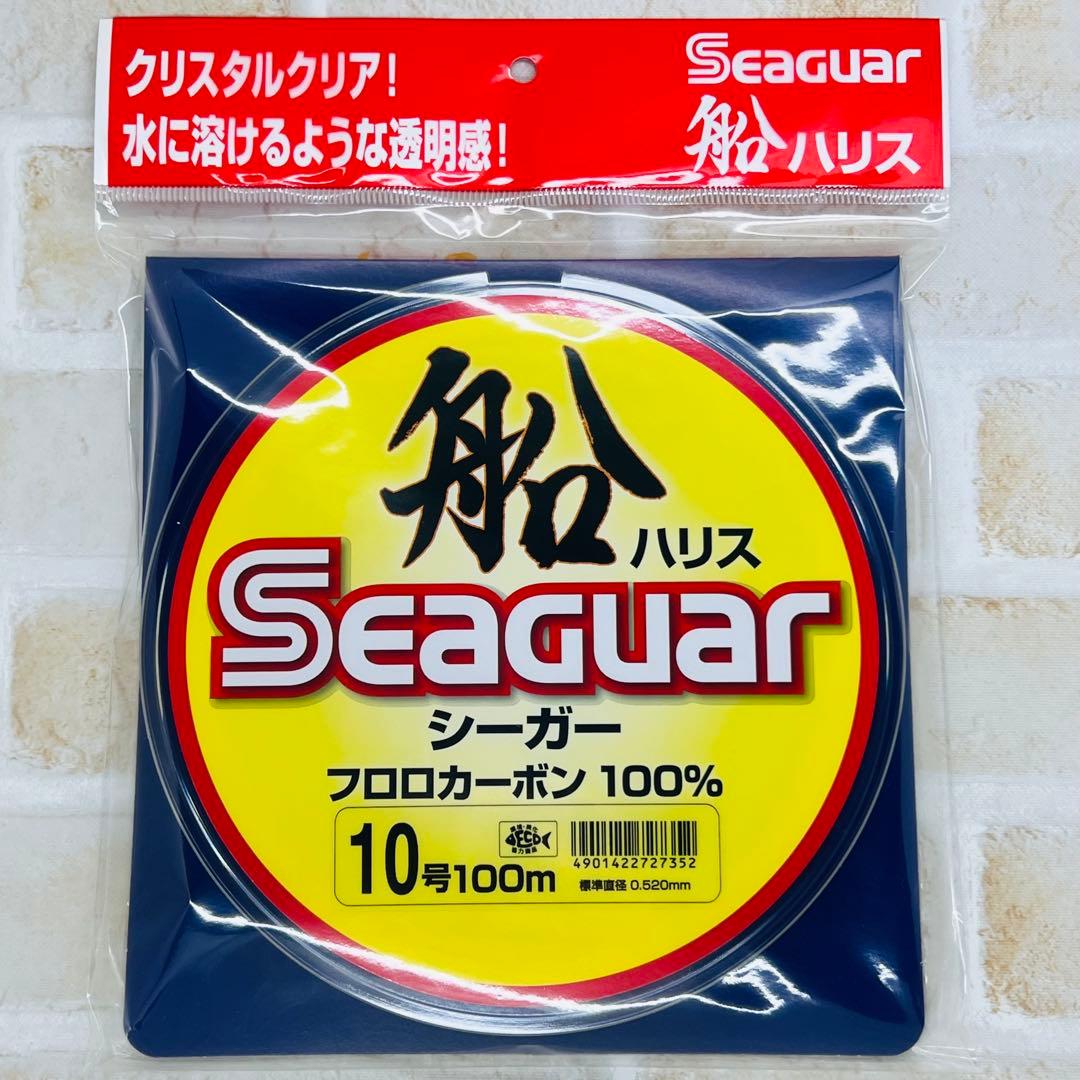 クリスタルクリア!
水に溶けるような透明感!
Seaguar
船ハリス
船ハリス
Seaguar
シーガー
フロロカーボン 100%
10号100m
ECO
4901422727352
標準直径 0.520mm